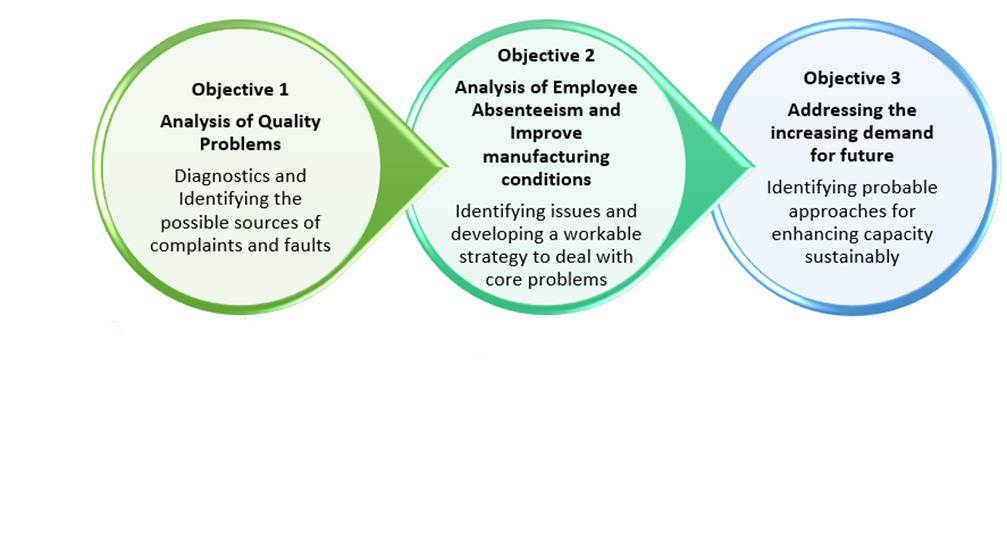 Objective 1
Analysis of Quality
Problems
Diagnostics and
Identifying the
possible sources of
complaints and faults
Objective 2
Analysis of Employee
Absenteeism and
Improve
manufacturing
conditions
Identifying issues and
developing a workable
strategy to deal with
core problems
Objective 3
Addressing the
increasing demand
for future
Identifying probable
approaches for
enhancing capacity
sustainably